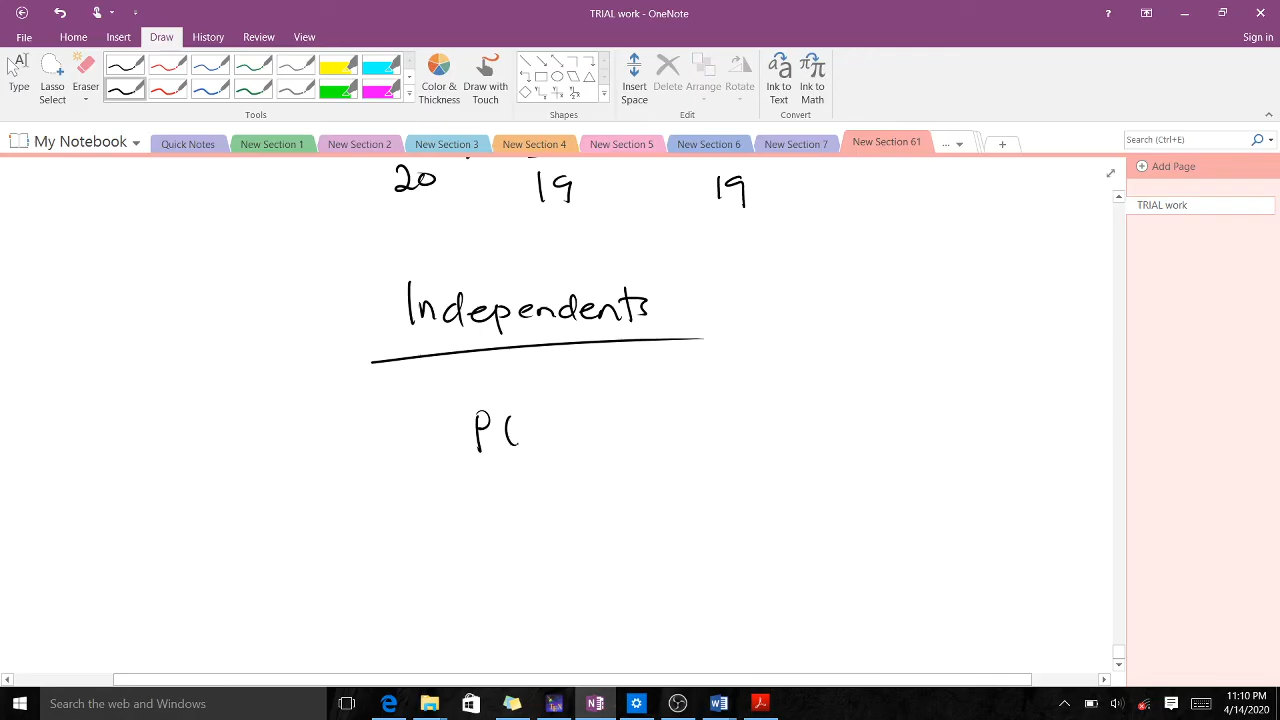 TRIAL work - OneNote
?
File Home Insert Draw History Review View
Sign in
Type
Lasso Select
Eraser
Color & Thickness
Draw with Touch
Insert Space
Delete
Arrange
Rotate
Ink to Text
Ink to Math
Tools
Shapes
Edit
Convert
My Notebook
Quick Notes
New Section 1
New Section 2
New Section 3
New Section 4
New Section 5
New Section 6
New Section 7
New Section 61
...
Search (Ctrl+E)
Add Page
TRIAL work
20 19 19
Independents
P(
Search the web and Windows
11:10 PM
4/14/2020